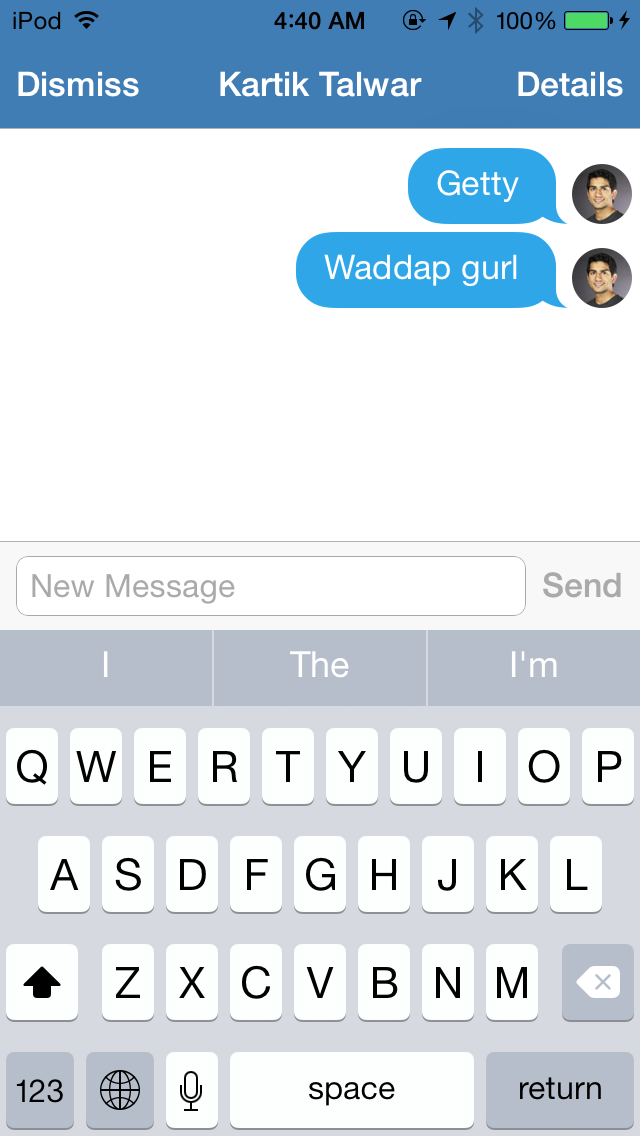 iPod 4:40 AM 100%
Dismiss Kartik Talwar Details
Getty
Waddap gurl
New Message Send
I The I'm
Q W E R T Y U I O P
A S D F G H J K L
Z X C V B N M
123 space return